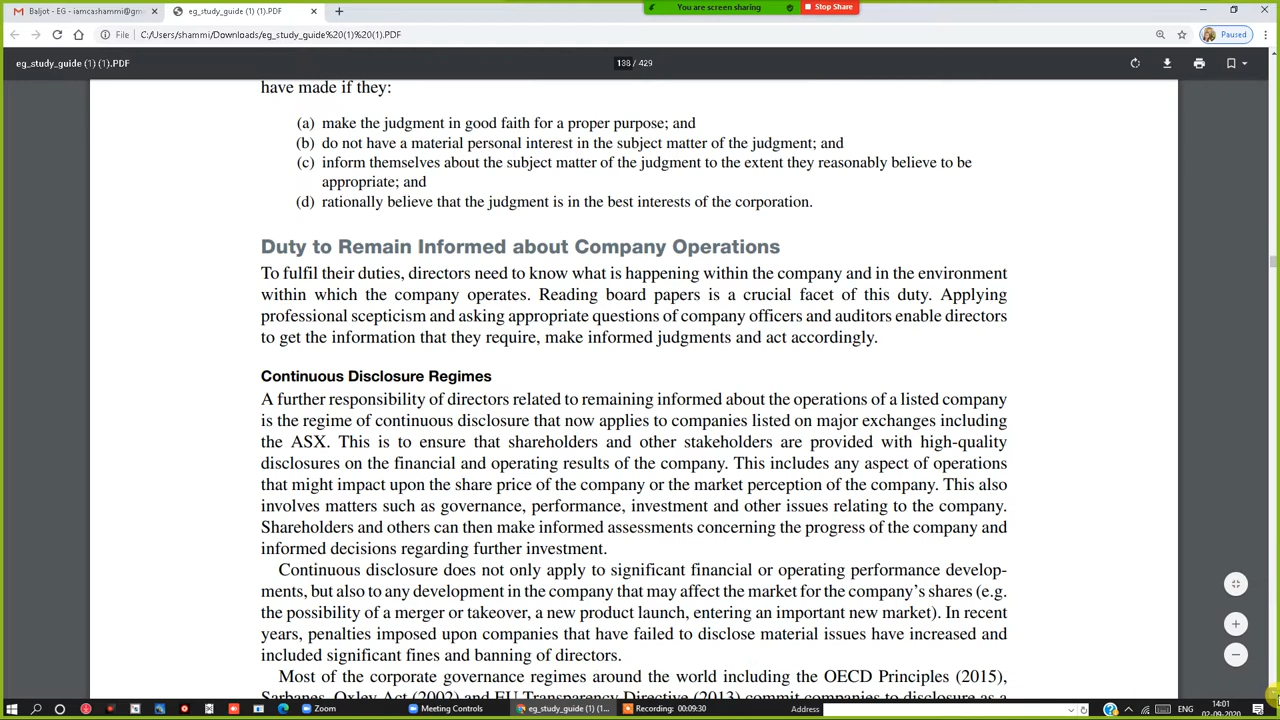 Baljot - EG - iamcashammi@gm
eg_study_guide (1) (1).PDF
You are screen sharing
Stop Share
File
C:/Users/shammi/Downloads/eg_study_guide%20(1)%20(1).PDF
Paused
eg_study_guide (1) (1).PDF
138 / 429
have made if they:
(a) make the judgment in good faith for a proper purpose; and
(b) do not have a material personal interest in the subject matter of the judgment; and
(c) inform themselves about the subject matter of the judgment to the extent they reasonably believe to be
appropriate; and
(d) rationally believe that the judgment is in the best interests of the corporation.
Duty to Remain Informed about Company Operations
To fulfil their duties, directors need to know what is happening within the company and in the environment
within which the company operates. Reading board papers is a crucial facet of this duty. Applying
professional scepticism and asking appropriate questions of company officers and auditors enable directors
to get the information that they require, make informed judgments and act accordingly.
Continuous Disclosure Regimes
A further responsibility of directors related to remaining informed about the operations of a listed company
is the regime of continuous disclosure that now applies to companies listed on major exchanges including
the ASX. This is to ensure that shareholders and other stakeholders are provided with high-quality
disclosures on the financial and operating results of the company. This includes any aspect of operations
that might impact upon the share price of the company or the market perception of the company. This also
involves matters such as governance, performance, investment and other issues relating to the company.
Shareholders and others can then make informed assessments concerning the progress of the company and
informed decisions regarding further investment.
Continuous disclosure does not only apply to significant financial or operating performance develop-
ments, but also to any development in the company that may affect the market for the company's shares (e.g.
the possibility of a merger or takeover, a new product launch, entering an important new market). In recent
years, penalties imposed upon companies that have failed to disclose material issues have increased and
included significant fines and banning of directors.
Most of the corporate governance regimes around the world including the OECD Principles (2015),
Sarbanes, Oxley Act (2002) and EU Transparency Directive (2013) commit companies to disclosure as a
Zoom
Meeting Controls
eg_study_guide (1) (1...
Recording: 00:09:30
Address
ENG
14:01
02-09-2020